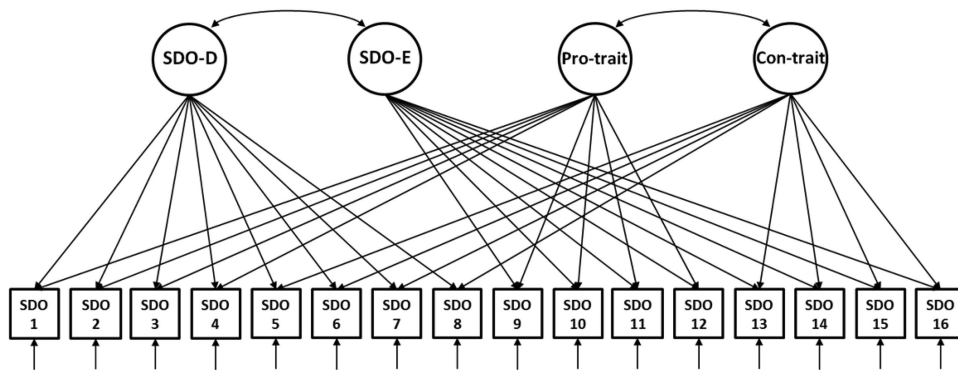 SDO-D
SDO-E
Pro-trait
Con-trait
SDO
1
SDO
2
SDO
3
SDO
4
SDO
5
SDO
6
SDO
7
SDO
8
SDO
9
SDO
10
SDO
11
SDO
12
SDO
13
SDO
14
SDO
15
SDO
16